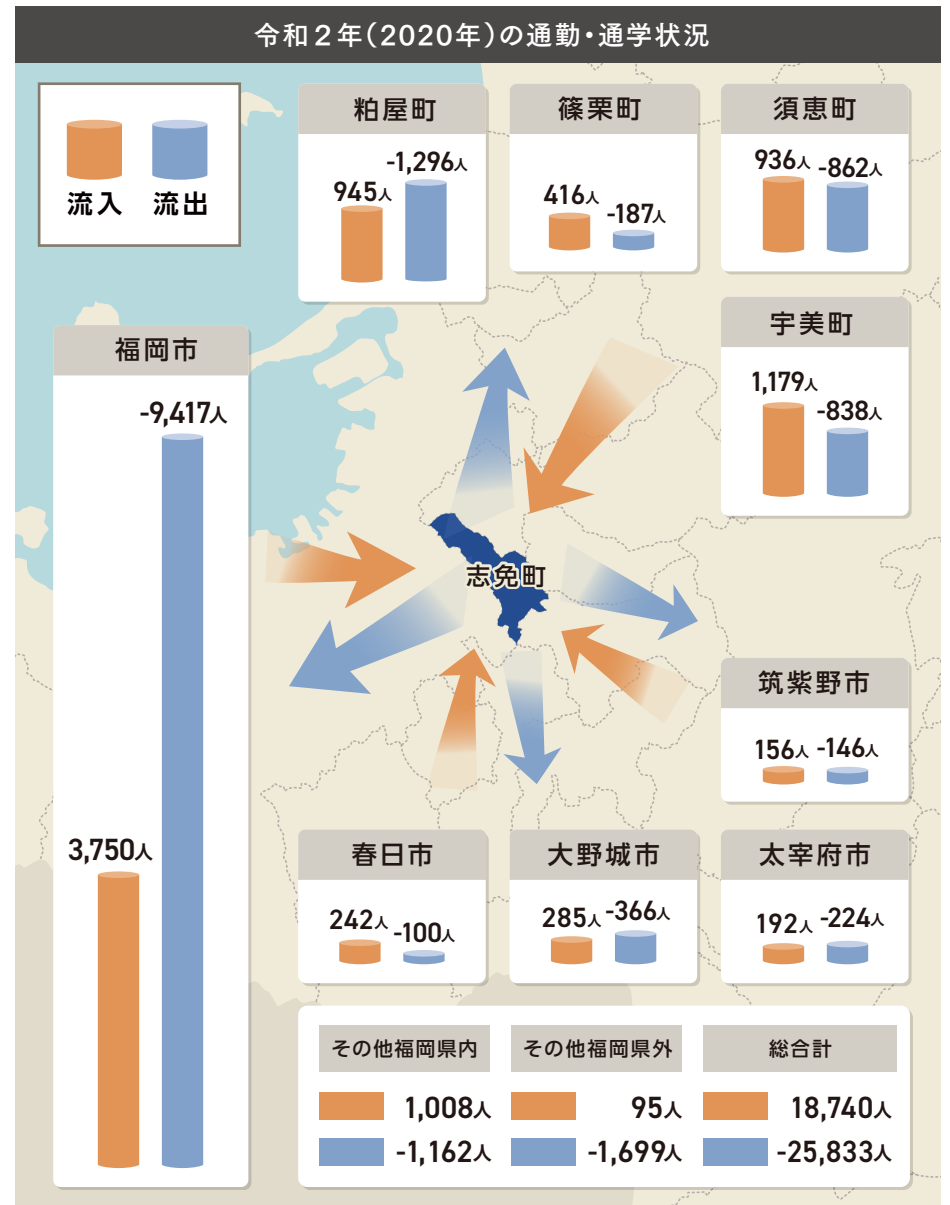 令和2年(2020年)の通勤・通学状況
流入 流出
粕屋町
945人 -1,296人
篠栗町
416人 -187人
須恵町
936人 -862人
宇美町
1,179人 -838人
福岡市
3,750人 -9,417人
志免町
筑紫野市
156人 -146人
春日市
242人 -100人
大野城市
285人 -366人
太宰府市
192人 -224人
その他福岡県内
1,008人
-1,162人
その他福岡県外
95人
-1,699人
総合計
18,740人
-25,833人